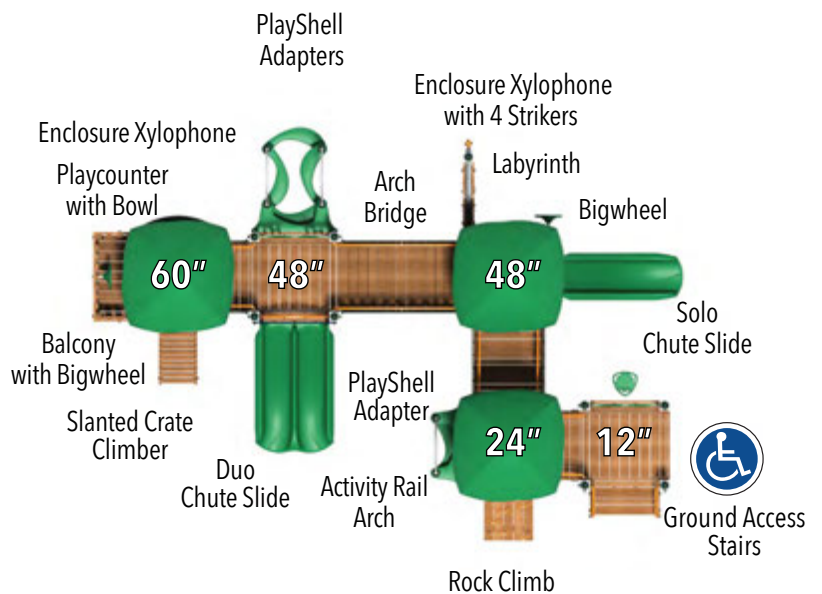 PlayShell
Adapters
Enclosure Xylophone
with 4 Strikers
Enclosure Xylophone
Labyrinth
Playcounter
with Bowl
Arch
Bridge
Bigwheel
60"
48"
48"
Solo
Chute Slide
Balcony
with Bigwheel
PlayShell
Adapter
Slanted Crate
Climber
24"
12"
Duo
Chute Slide
Activity Rail
Arch
Ground Access
Stairs
Rock Climb